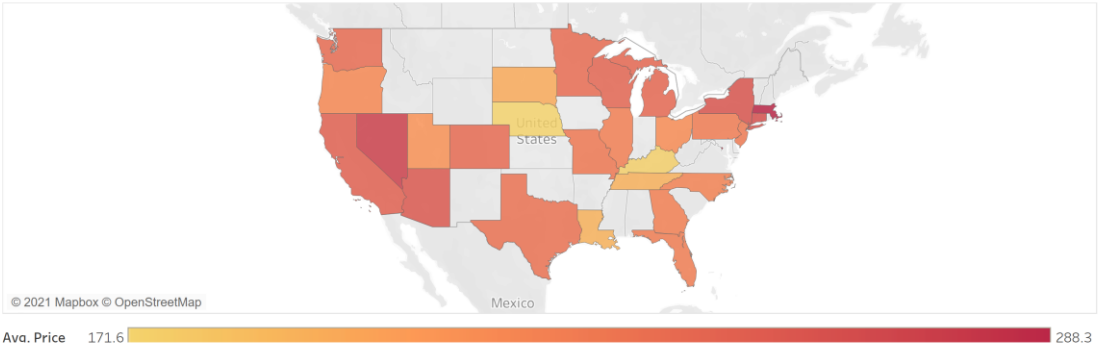 United
States
Mexico
© 2021 Mapbox © OpenStreetMap
Avg. Price 171.6 288.3